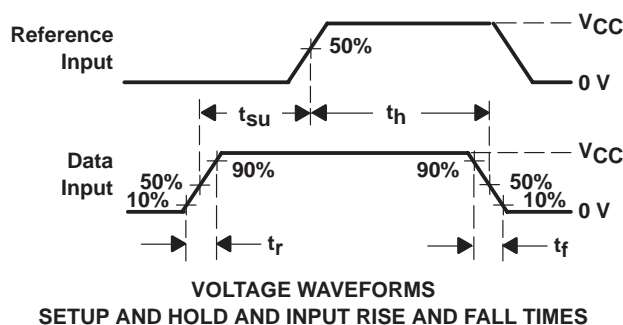 Reference
Input
50%
VCC
0 V
tsu
th
Data
Input
50%
10%
90%
90%
50%
10%
VCC
0 V
tr
tf
VOLTAGE WAVEFORMS
SETUP AND HOLD AND INPUT RISE AND FALL TIMES